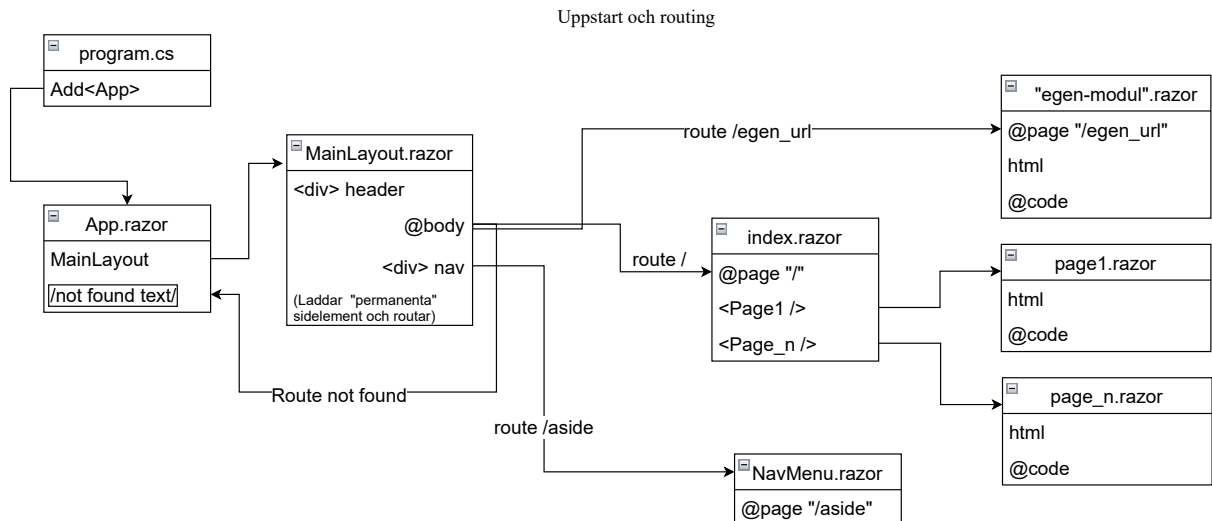 Uppstart och routing
program.cs
Add<App>
App.razor
MainLayout
/not found text/
MainLayout.razor
<div> header
@body
<div> nav
(Laddar "permanenta"
sidelement och routar)
Route not found
route /egen_url
route /
route /aside
index.razor
@page "/"
<Page1 />
<Page_n />
"egen-modul".razor
@page "/egen_url"
html
@code
page1.razor
html
@code
page_n.razor
html
@code
NavMenu.razor
@page "/aside"